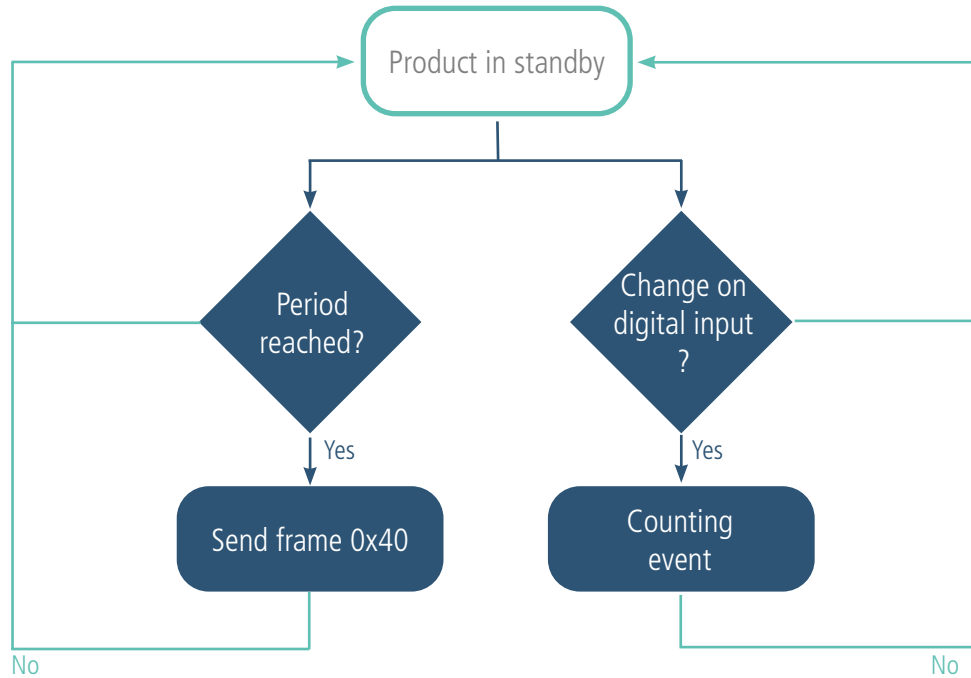 Product in standby
Period
reached?
Change on
digital input
?
Yes
Yes
Send frame 0x40
Counting
event
No
No